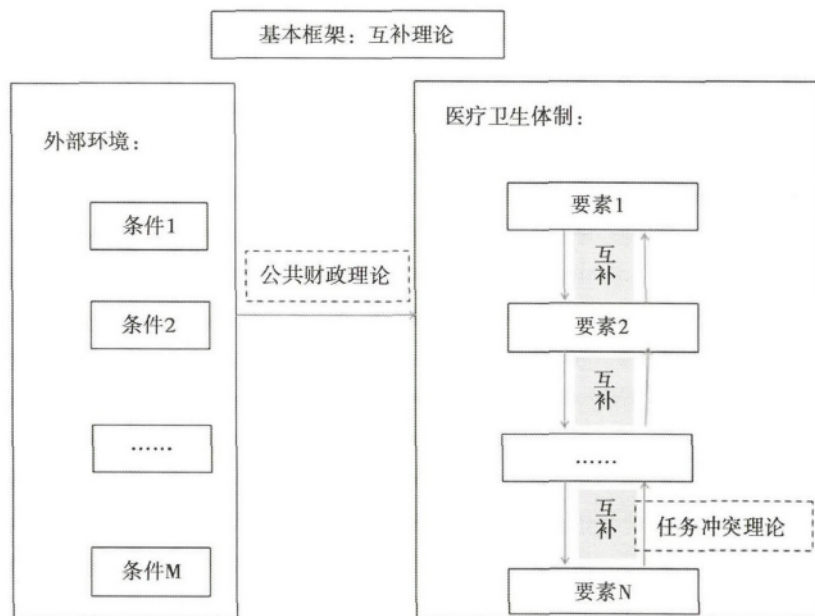 基本框架：互补理论
外部环境：
条件1
条件2
……
条件M
公共财政理论
医疗卫生体制：
要素1
互
补
要素2
互
补
……
互
补
任务冲突理论
要素N